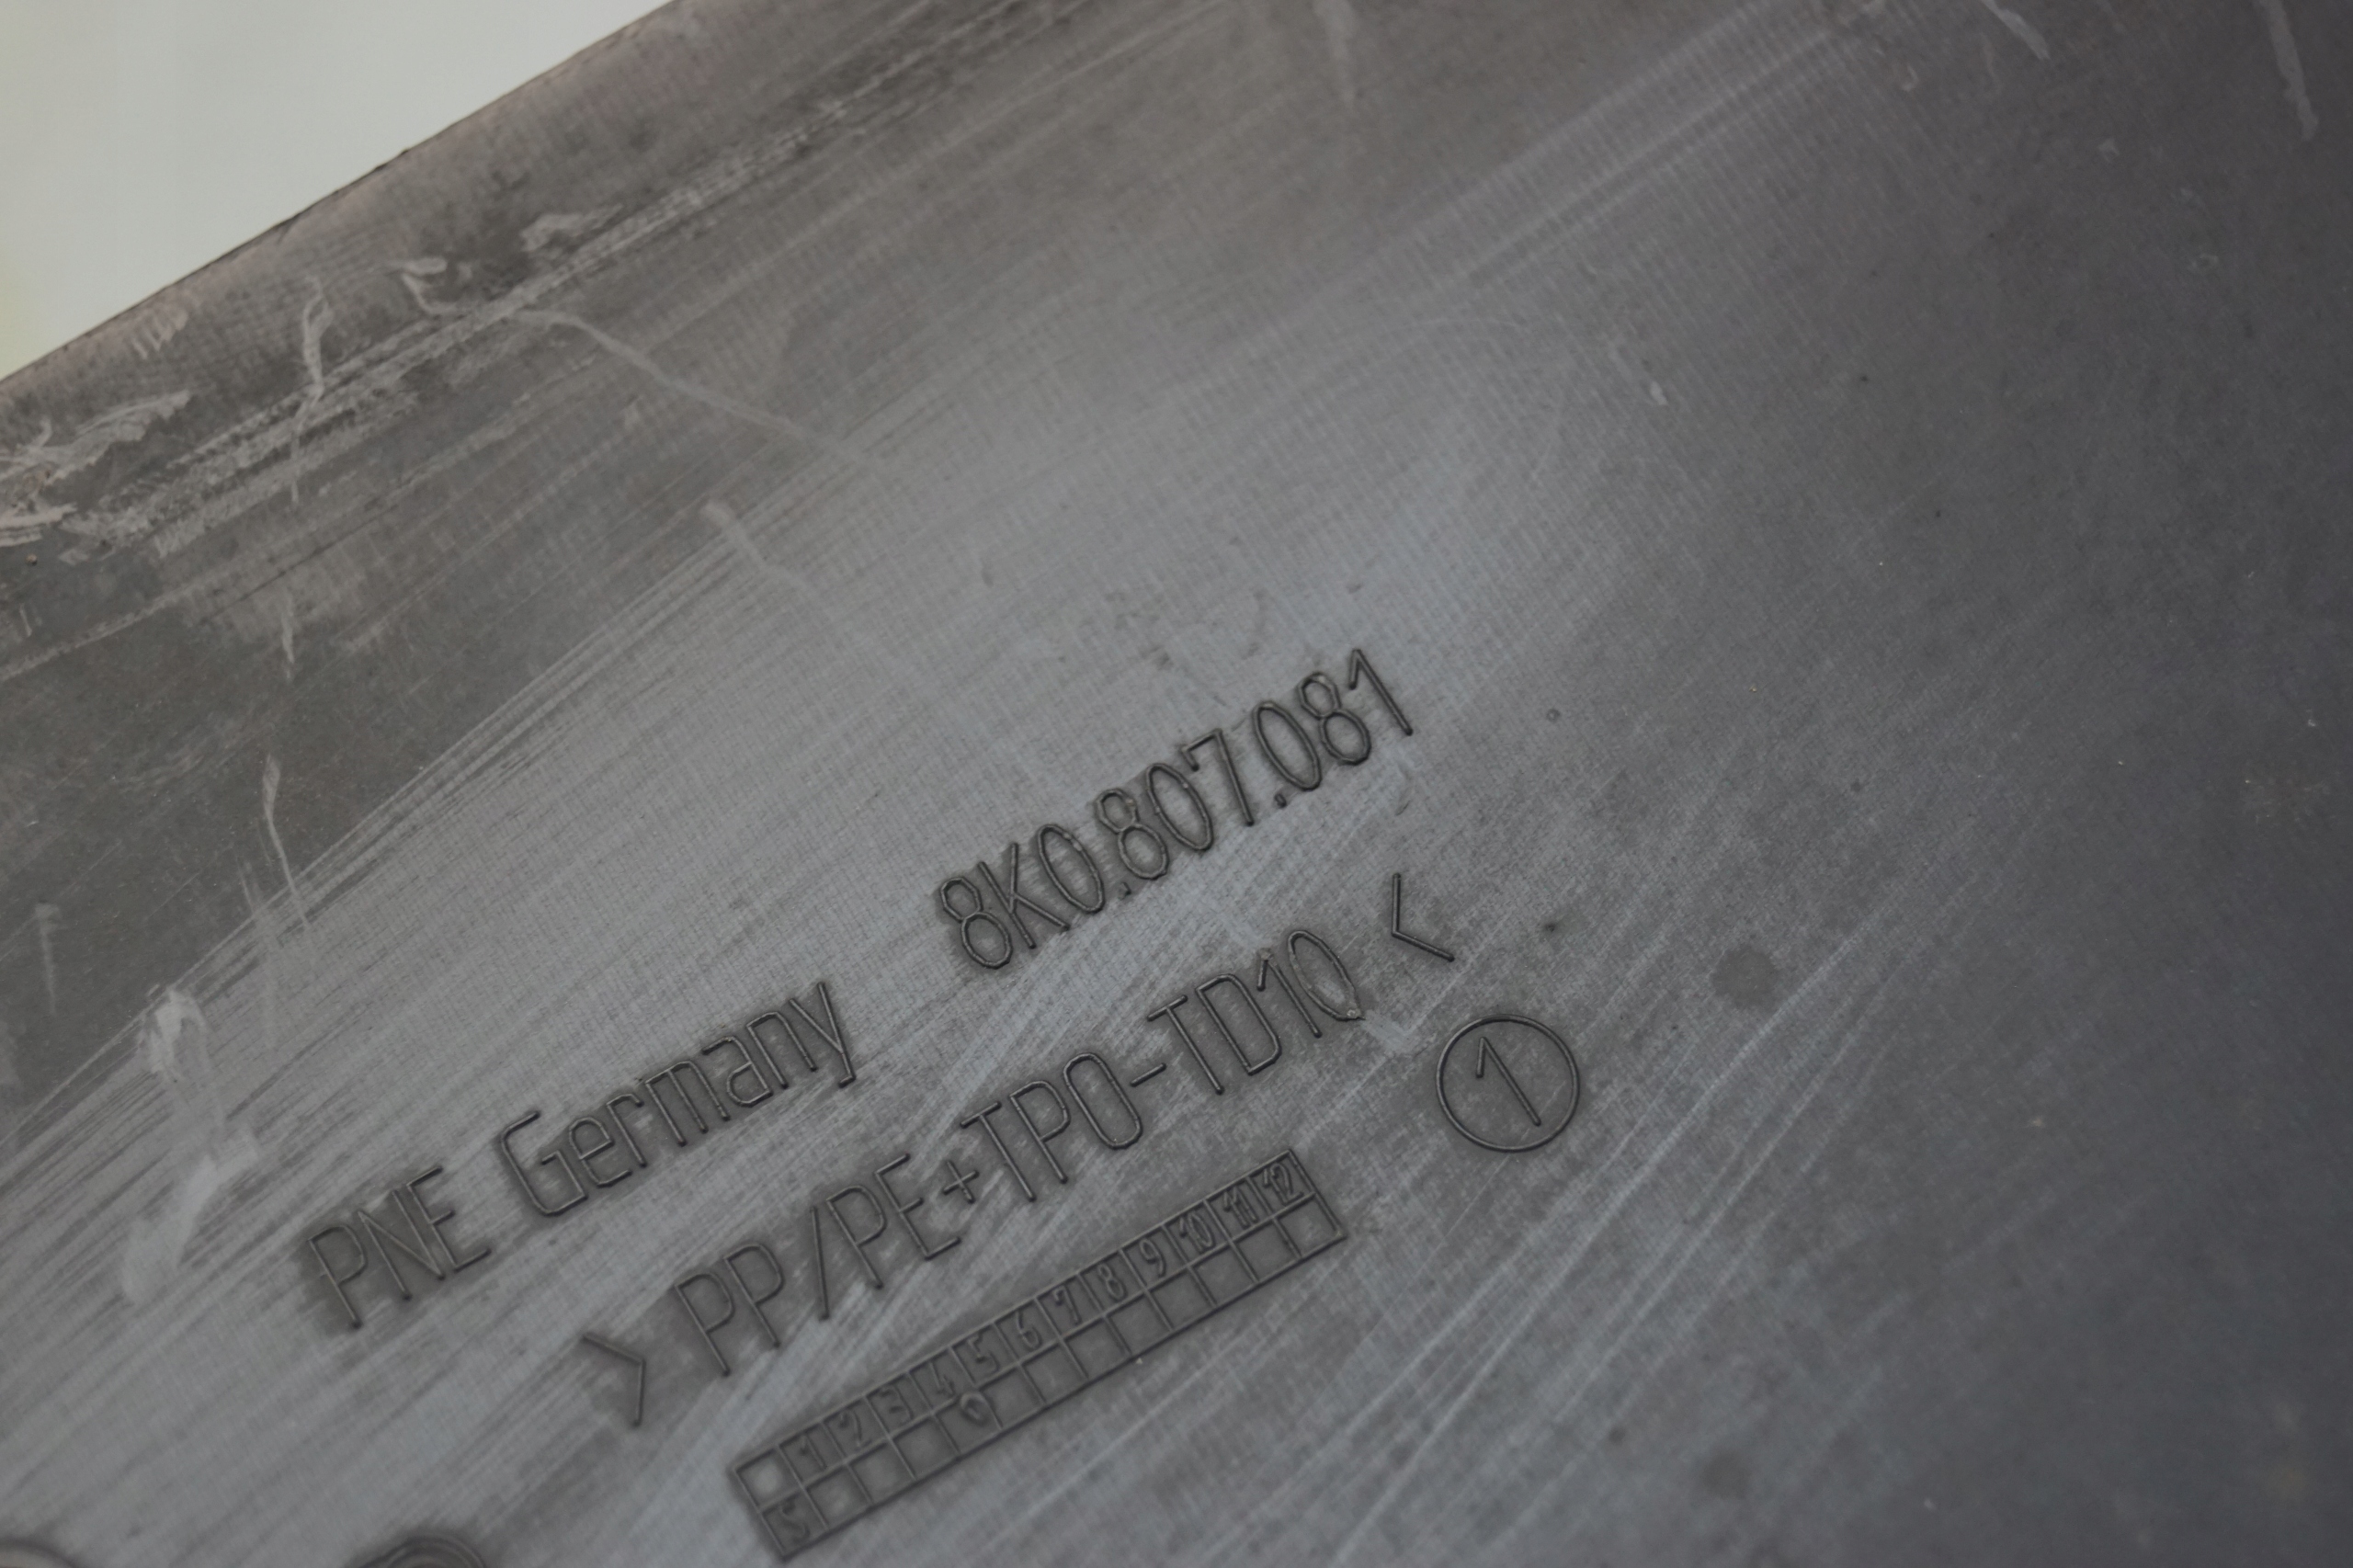 PNE Germany 8K0.807.081
>PP/PE+TPO-TD10<
1
1 2 3 4 5 6 7 8 9 10 11 12
S 0